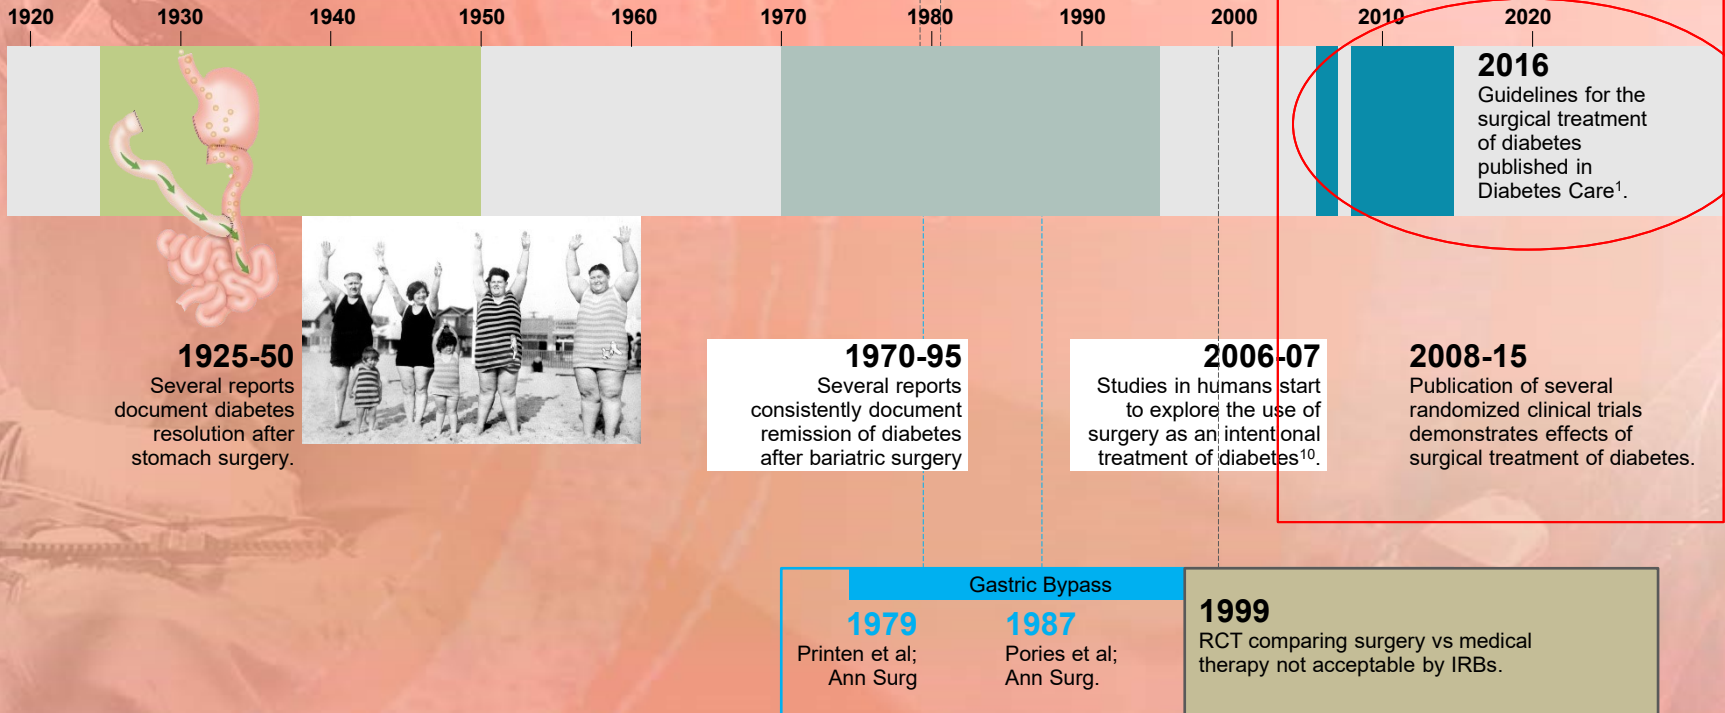 1920 1930 1940 1950 1960 1970 1980 1990 2000 2010 2020
2016
Guidelines for the
surgical treatment
of diabetes
published in
Diabetes Care¹.
1925-50
Several reports
document diabetes
resolution after
stomach surgery.
1970-95
Several reports
consistently document
remission of diabetes
after bariatric surgery
2006-07
Studies in humans start
to explore the use of
surgery as an intentional
treatment of diabetes¹⁰.
2008-15
Publication of several
randomized clinical trials
demonstrates effects of
surgical treatment of diabetes.
Gastric Bypass
1979
Printen et al;
Ann Surg
1987
Pories et al;
Ann Surg.
1999
RCT comparing surgery vs medical
therapy not acceptable by IRBs.